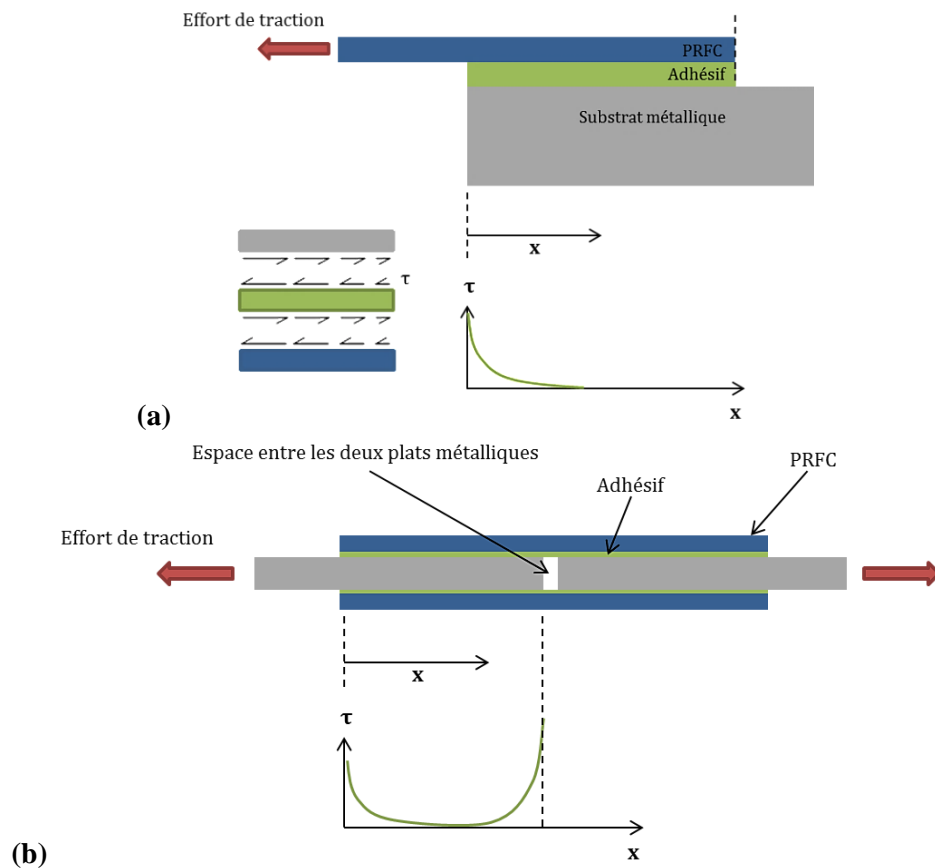 Effort de traction
PRFC
Adhésif
Substrat métallique
x
τ
τ
x
(a)
Espace entre les deux plats métalliques
PRFC
Adhésif
Effort de traction
x
τ
x
(b)